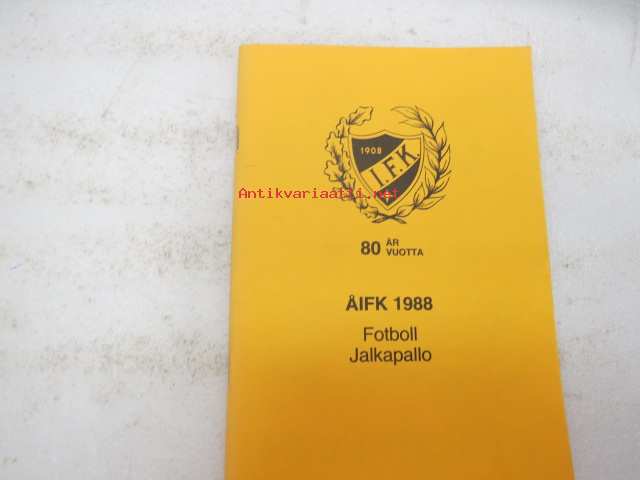 1908
I.F.K
Antikvariaatti.net
80 ÅR VUOTTA
ÅIFK 1988
Fotboll
Jalkapallo